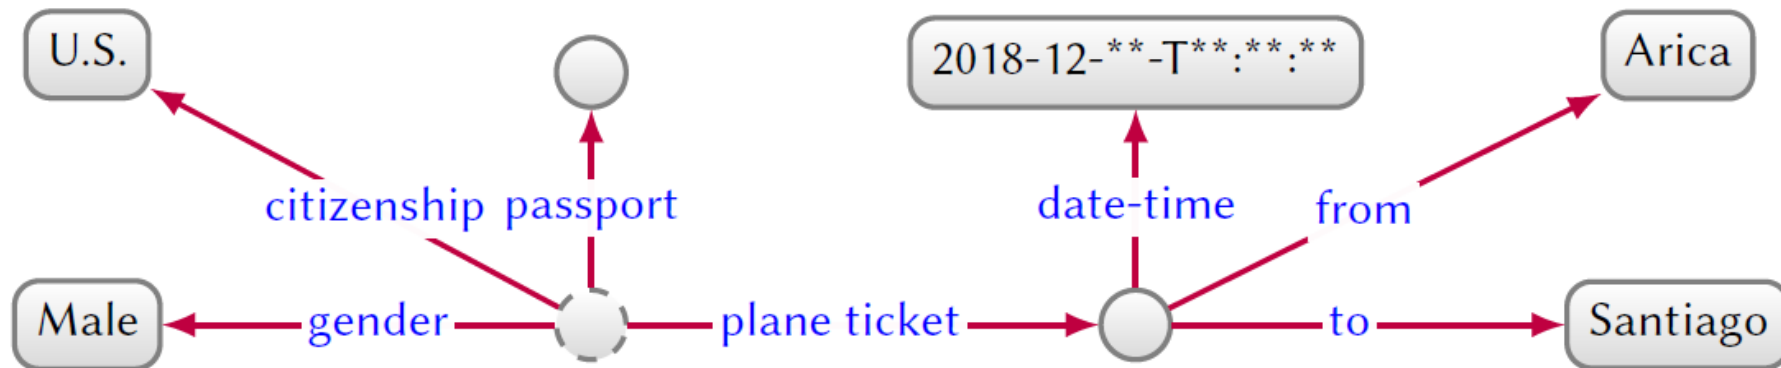 U.S.
2018-12-**-T**:**:**
Arica
citizenship
passport
date-time
from
Male
gender
plane ticket
to
Santiago